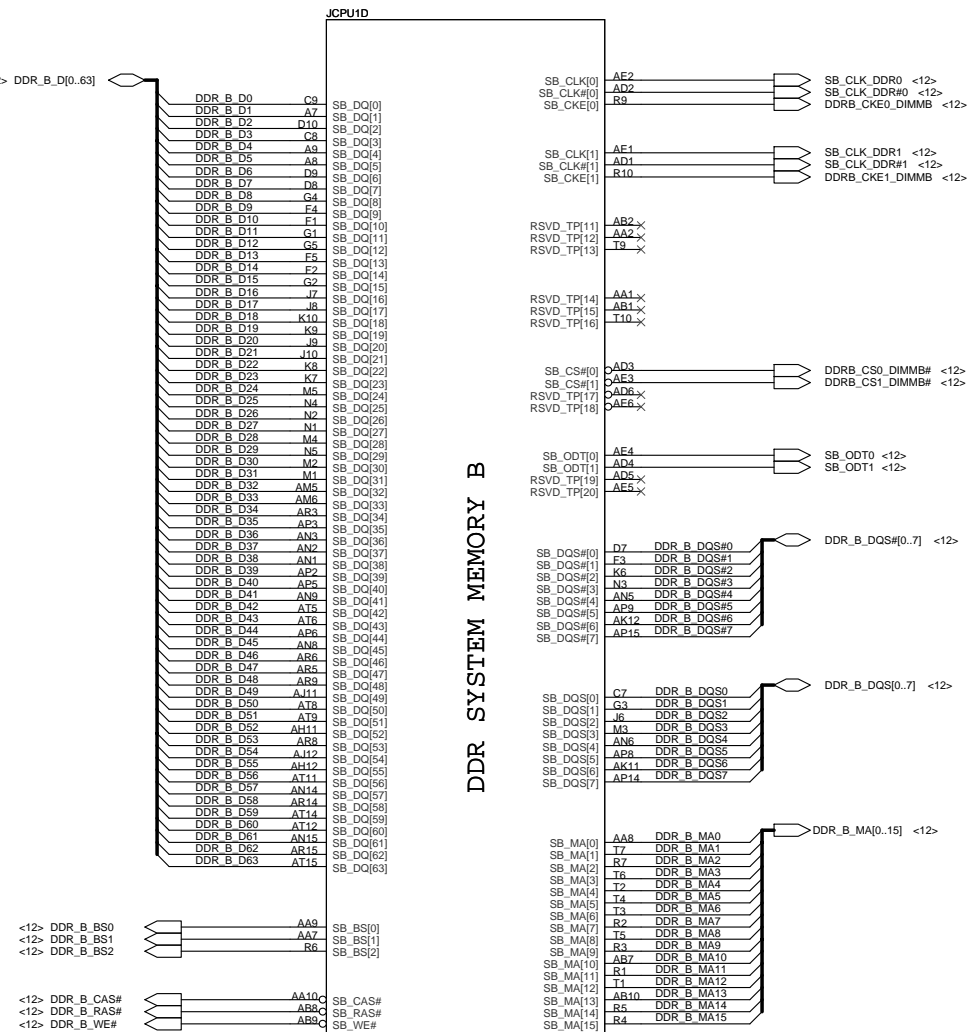 JCPU1D
DDR_B_D[0..63]
DDR_B_D0 C9 SB_DQ[0]
DDR_B_D1 A7 SB_DQ[1]
DDR_B_D2 D10 SB_DQ[2]
DDR_B_D3 C8 SB_DQ[3]
DDR_B_D4 A9 SB_DQ[4]
DDR_B_D5 A8 SB_DQ[5]
DDR_B_D6 D9 SB_DQ[6]
DDR_B_D7 D8 SB_DQ[7]
DDR_B_D8 G4 SB_DQ[8]
DDR_B_D9 F4 SB_DQ[9]
DDR_B_D10 F1 SB_DQ[10]
DDR_B_D11 G1 SB_DQ[11]
DDR_B_D12 G5 SB_DQ[12]
DDR_B_D13 F5 SB_DQ[13]
DDR_B_D14 F2 SB_DQ[14]
DDR_B_D15 G2 SB_DQ[15]
DDR_B_D16 J7 SB_DQ[16]
DDR_B_D17 J8 SB_DQ[17]
DDR_B_D18 K10 SB_DQ[18]
DDR_B_D19 K9 SB_DQ[19]
DDR_B_D20 J9 SB_DQ[20]
DDR_B_D21 J10 SB_DQ[21]
DDR_B_D22 K8 SB_DQ[22]
DDR_B_D23 K7 SB_DQ[23]
DDR_B_D24 M5 SB_DQ[24]
DDR_B_D25 N4 SB_DQ[25]
DDR_B_D26 N2 SB_DQ[26]
DDR_B_D27 N1 SB_DQ[27]
DDR_B_D28 M4 SB_DQ[28]
DDR_B_D29 N5 SB_DQ[29]
DDR_B_D30 M2 SB_DQ[30]
DDR_B_D31 M1 SB_DQ[31]
DDR_B_D32 AM5 SB_DQ[32]
DDR_B_D33 AM6 SB_DQ[33]
DDR_B_D34 AR3 SB_DQ[34]
DDR_B_D35 AP3 SB_DQ[35]
DDR_B_D36 AN3 SB_DQ[36]
DDR_B_D37 AN2 SB_DQ[37]
DDR_B_D38 AN1 SB_DQ[38]
DDR_B_D39 AP2 SB_DQ[39]
DDR_B_D40 AP5 SB_DQ[40]
DDR_B_D41 AN9 SB_DQ[41]
DDR_B_D42 AT5 SB_DQ[42]
DDR_B_D43 AT6 SB_DQ[43]
DDR_B_D44 AP6 SB_DQ[44]
DDR_B_D45 AN8 SB_DQ[45]
DDR_B_D46 AR6 SB_DQ[46]
DDR_B_D47 AR5 SB_DQ[47]
DDR_B_D48 AR9 SB_DQ[48]
DDR_B_D49 AJ11 SB_DQ[49]
DDR_B_D50 AT8 SB_DQ[50]
DDR_B_D51 AT9 SB_DQ[51]
DDR_B_D52 AH11 SB_DQ[52]
DDR_B_D53 AR8 SB_DQ[53]
DDR_B_D54 AJ12 SB_DQ[54]
DDR_B_D55 AH12 SB_DQ[55]
DDR_B_D56 AT11 SB_DQ[56]
DDR_B_D57 AN14 SB_DQ[57]
DDR_B_D58 AR14 SB_DQ[58]
DDR_B_D59 AT14 SB_DQ[59]
DDR_B_D60 AT12 SB_DQ[60]
DDR_B_D61 AN15 SB_DQ[61]
DDR_B_D62 AR15 SB_DQ[62]
DDR_B_D63 AT15 SB_DQ[63]
<12> DDR_B_BS0 AA9 SB_BS[0]
<12> DDR_B_BS1 AA7 SB_BS[1]
<12> DDR_B_BS2 R6 SB_BS[2]
<12> DDR_B_CAS# AA10 SB_CAS#
<12> DDR_B_RAS# AB8 SB_RAS#
<12> DDR_B_WE# AB9 SB_WE#
DDR SYSTEM MEMORY B
SB_CLK[0] AE2 SB_CLK_DDR0 <12>
SB_CLK#[0] AD2 SB_CLK_DDR#0 <12>
SB_CKE[0] R9 DDRB_CKE0_DIMMB <12>
SB_CLK[1] AE1 SB_CLK_DDR1 <12>
SB_CLK#[1] AD1 SB_CLK_DDR#1 <12>
SB_CKE[1] R10 DDRB_CKE1_DIMMB <12>
RSVD_TP[11] AB2
RSVD_TP[12] AA2
RSVD_TP[13] T9
RSVD_TP[14] AA1
RSVD_TP[15] AB1
RSVD_TP[16] T10
SB_CS#[0] AD3 DDRB_CS0_DIMMB# <12>
SB_CS#[1] AE3 DDRB_CS1_DIMMB# <12>
RSVD_TP[17] AD6
RSVD_TP[18] AE6
SB_ODT[0] AE4 SB_ODT0 <12>
SB_ODT[1] AD4 SB_ODT1 <12>
RSVD_TP[19] AD5
RSVD_TP[20] AE5
DDR_B_DQS#[0..7] <12>
SB_DQS#[0] D7 DDR_B_DQS#0
SB_DQS#[1] F3 DDR_B_DQS#1
SB_DQS#[2] K6 DDR_B_DQS#2
SB_DQS#[3] N3 DDR_B_DQS#3
SB_DQS#[4] AN5 DDR_B_DQS#4
SB_DQS#[5] AP9 DDR_B_DQS#5
SB_DQS#[6] AK12 DDR_B_DQS#6
SB_DQS#[7] AP15 DDR_B_DQS#7
DDR_B_DQS[0..7] <12>
SB_DQS[0] C7 DDR_B_DQS0
SB_DQS[1] G3 DDR_B_DQS1
SB_DQS[2] J6 DDR_B_DQS2
SB_DQS[3] M3 DDR_B_DQS3
SB_DQS[4] AN6 DDR_B_DQS4
SB_DQS[5] AP8 DDR_B_DQS5
SB_DQS[6] AK11 DDR_B_DQS6
SB_DQS[7] AP14 DDR_B_DQS7
DDR_B_MA[0..15] <12>
SB_MA[0] AA8 DDR_B_MA0
SB_MA[1] T7 DDR_B_MA1
SB_MA[2] R7 DDR_B_MA2
SB_MA[3] T6 DDR_B_MA3
SB_MA[4] T2 DDR_B_MA4
SB_MA[5] T4 DDR_B_MA5
SB_MA[6] T3 DDR_B_MA6
SB_MA[7] R2 DDR_B_MA7
SB_MA[8] T5 DDR_B_MA8
SB_MA[9] R3 DDR_B_MA9
SB_MA[10] AB7 DDR_B_MA10
SB_MA[11] R1 DDR_B_MA11
SB_MA[12] T1 DDR_B_MA12
SB_MA[13] AB10 DDR_B_MA13
SB_MA[14] R5 DDR_B_MA14
SB_MA[15] R4 DDR_B_MA15